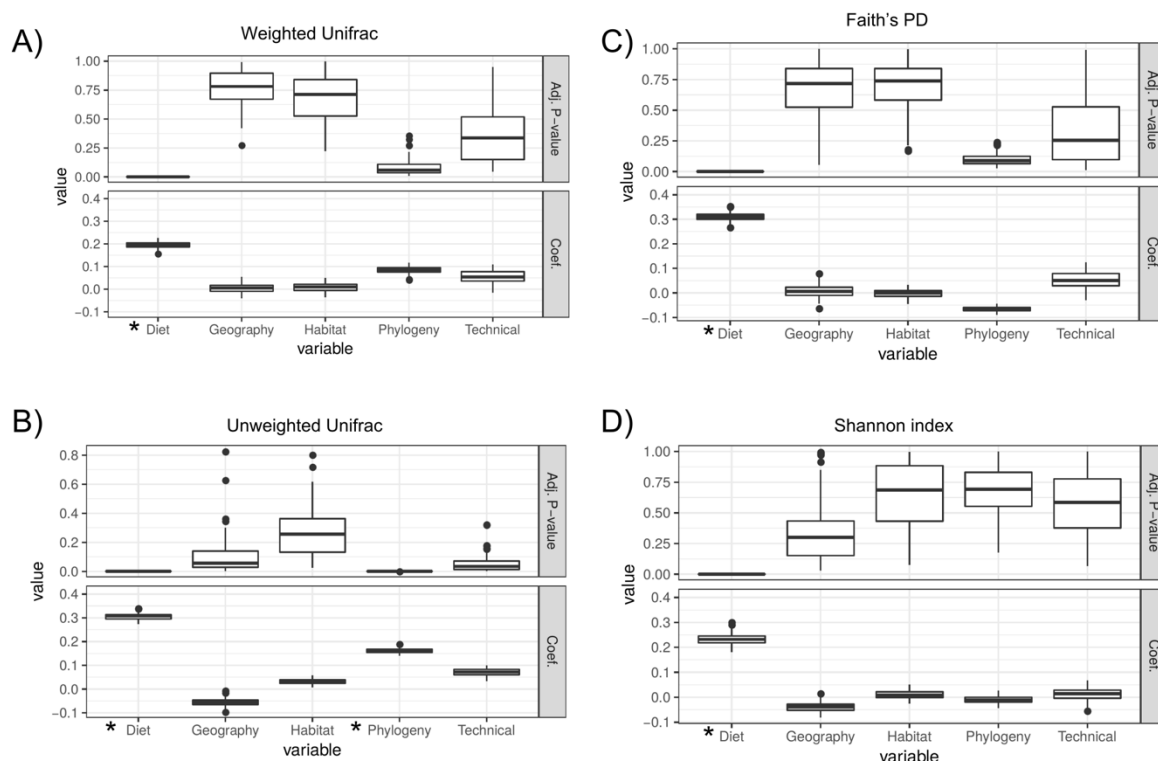 A)
Weighted Unifrac
1.00
0.75
0.50
0.25
0.00
Adj. P-value
value
0.4
0.3
0.2
0.1
0.0
-0.1
Coef.
* Diet Geography Habitat Phylogeny Technical
variable
C)
Faith's PD
1.00
0.75
0.50
0.25
0.00
Adj. P-value
value
0.4
0.3
0.2
0.1
0.0
-0.1
Coef.
* Diet Geography Habitat Phylogeny Technical
variable
B)
Unweighted Unifrac
0.8
0.6
0.4
0.2
0.0
Adj. P-value
value
0.3
0.2
0.1
0.0
-0.1
Coef.
* Diet Geography Habitat * Phylogeny Technical
variable
D)
Shannon index
1.00
0.75
0.50
0.25
0.00
Adj. P-value
value
0.4
0.3
0.2
0.1
0.0
-0.1
Coef.
* Diet Geography Habitat Phylogeny Technical
variable